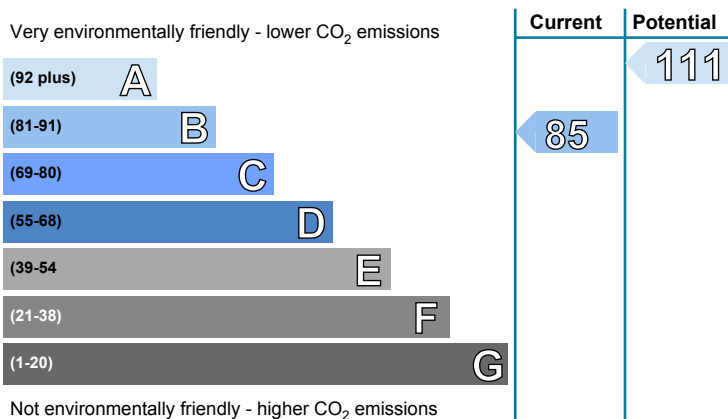 Very environmentally friendly - lower CO2 emissions
Current
Potential
(92 plus) A
111
(81-91) B
85
(69-80) C
(55-68) D
(39-54 E
(21-38) F
(1-20) G
Not environmentally friendly - higher CO2 emissions